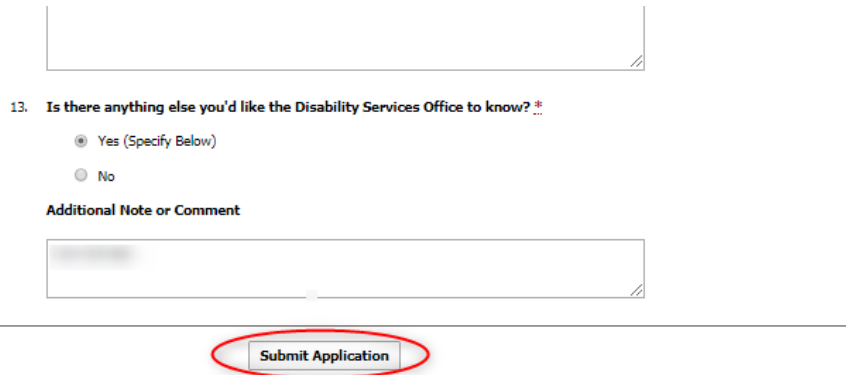 13. Is there anything else you'd like the Disability Services Office to know? *
Yes (Specify Below)
No
Additional Note or Comment
Submit Application